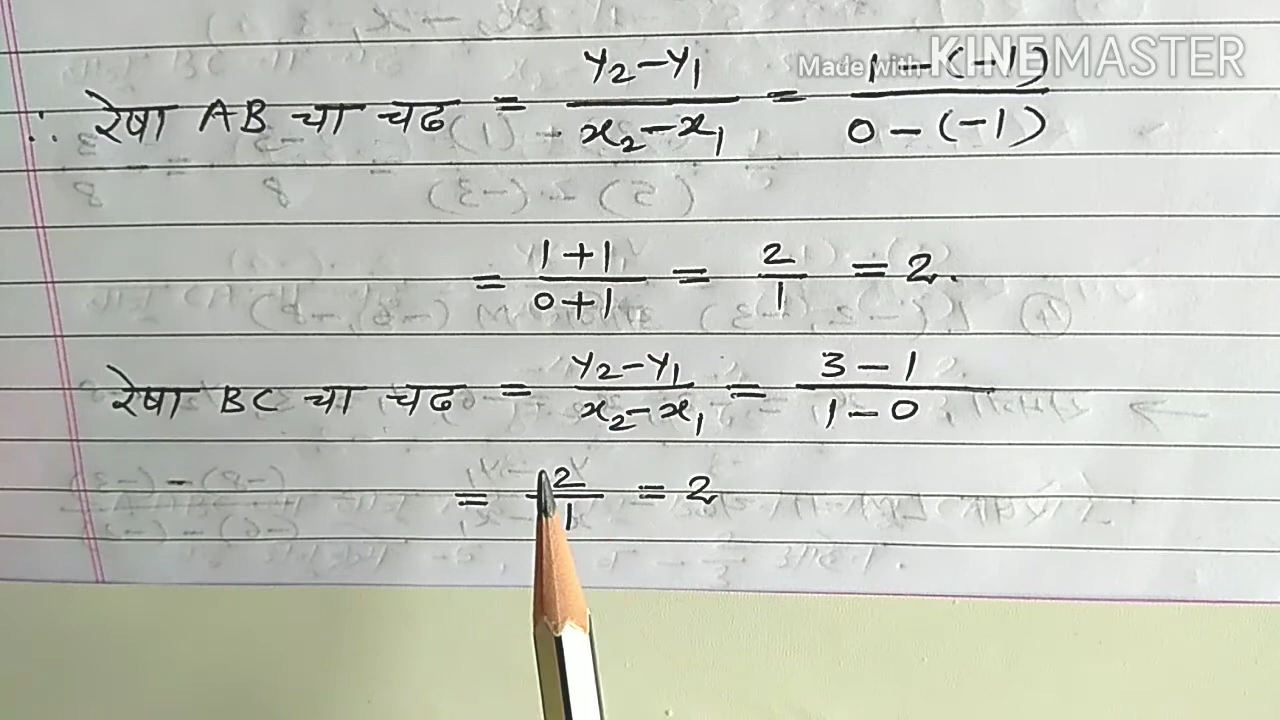 Made with KINEMASTER
∴ रेषा AB चा चढ = y₂-y₁/x₂-x₁ = 1-(-1)/0-(-1)
= 1+1/0+1 = 2/1 = 2.
रेषा BC चा चढ = y₂-y₁/x₂-x₁ = 3-1/1-0
= 2/1 = 2